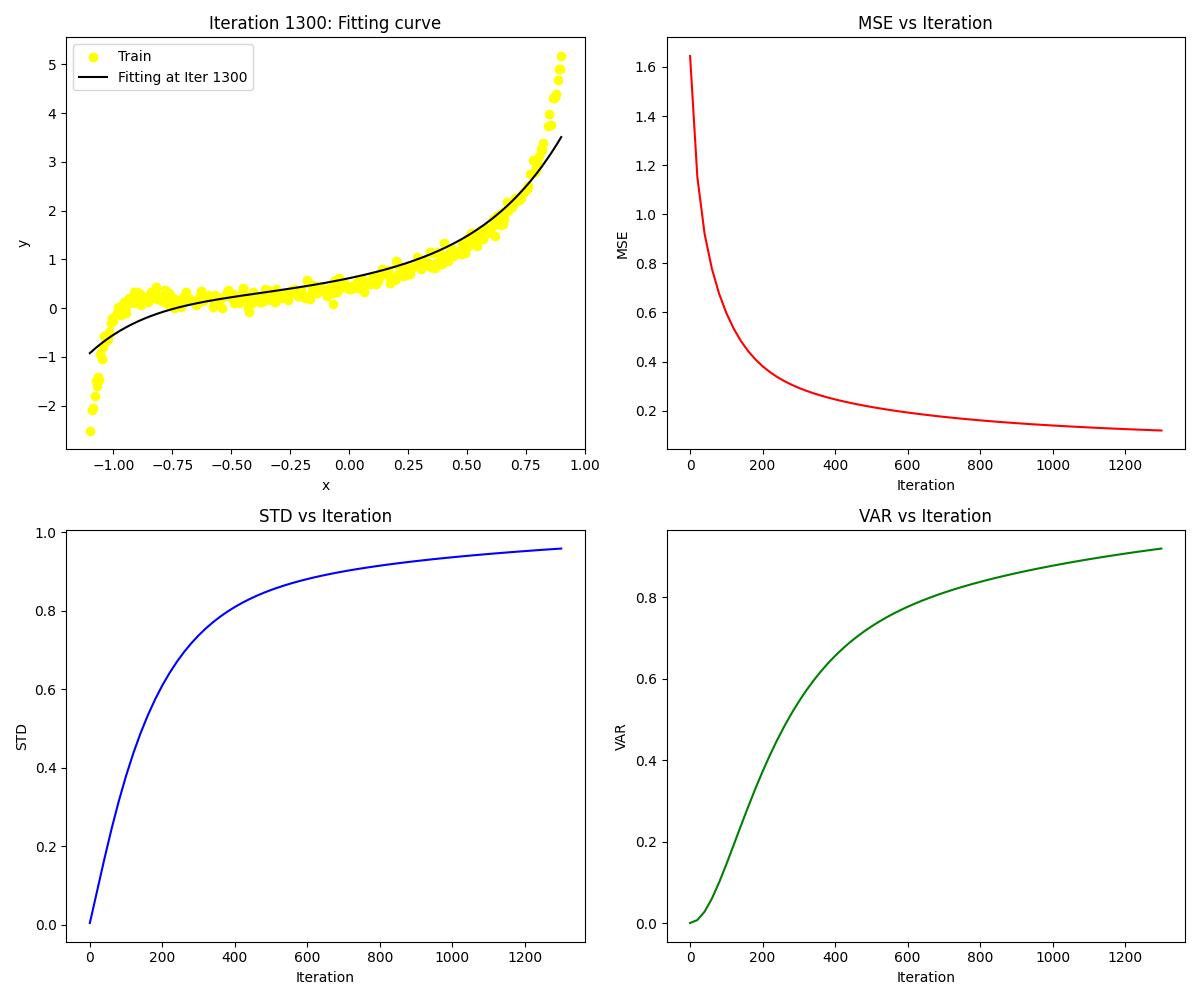 Iteration 1300: Fitting curve
Train
Fitting at Iter 1300
5
4
3
2
1
0
−1
−2
y
−1.00 −0.75 −0.50 −0.25 0.00 0.25 0.50 0.75 1.00
x
MSE vs Iteration
1.6
1.4
1.2
1.0
0.8
0.6
0.4
0.2
MSE
0 200 400 600 800 1000 1200
Iteration
STD vs Iteration
1.0
0.8
0.6
0.4
0.2
0.0
STD
0 200 400 600 800 1000 1200
Iteration
VAR vs Iteration
0.8
0.6
0.4
0.2
0.0
VAR
0 200 400 600 800 1000 1200
Iteration